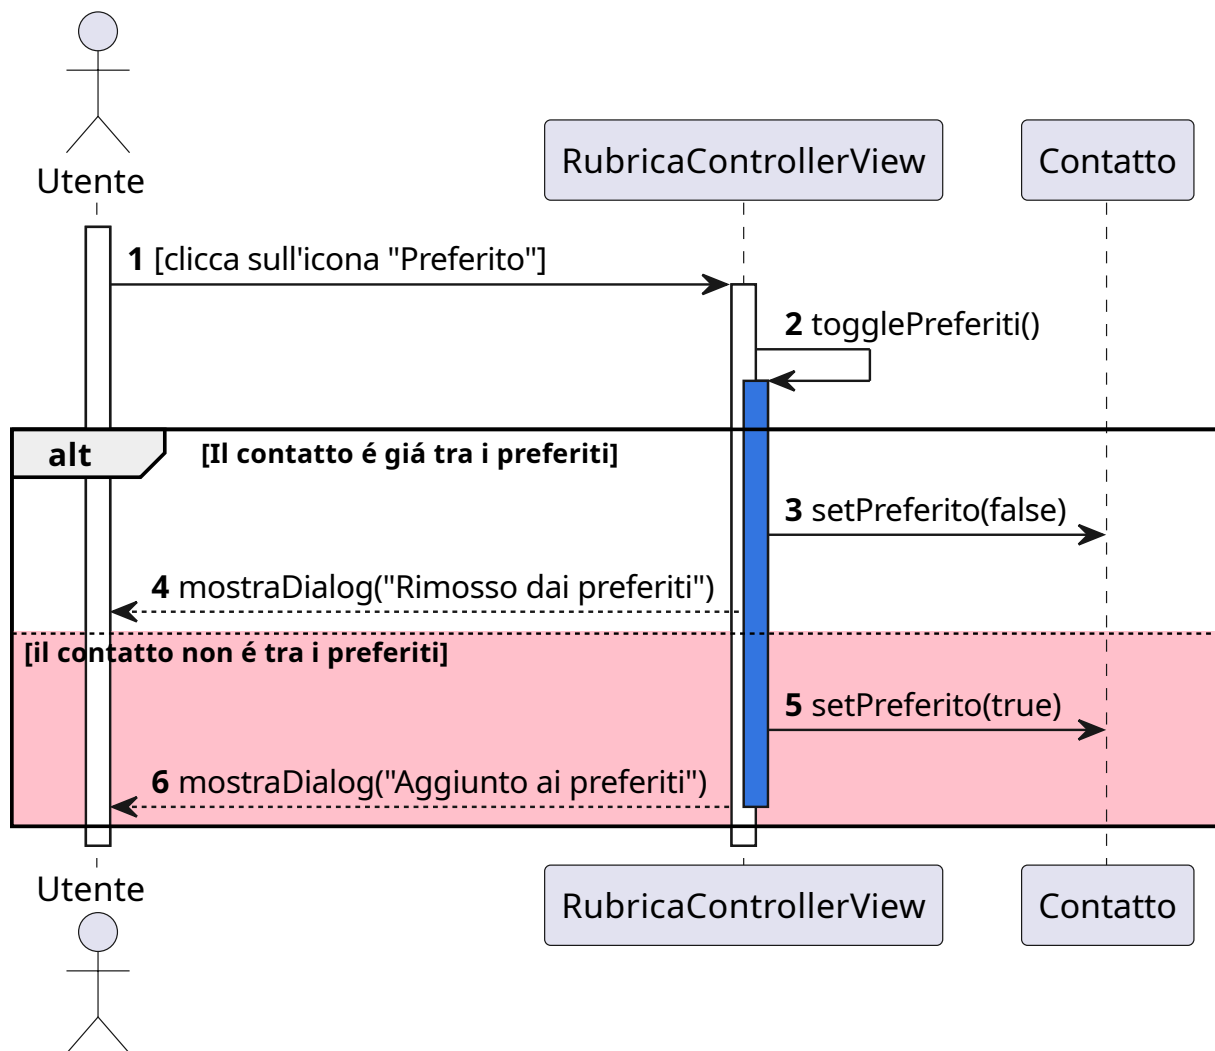 Utente
RubricaControllerView
Contatto
1 [clicca sull'icona "Preferito"]
2 togglePreferiti()
alt
[Il contatto é giá tra i preferiti]
3 setPreferito(false)
4 mostraDialog("Rimosso dai preferiti")
[il contatto non é tra i preferiti]
5 setPreferito(true)
6 mostraDialog("Aggiunto ai preferiti")
Utente
RubricaControllerView
Contatto